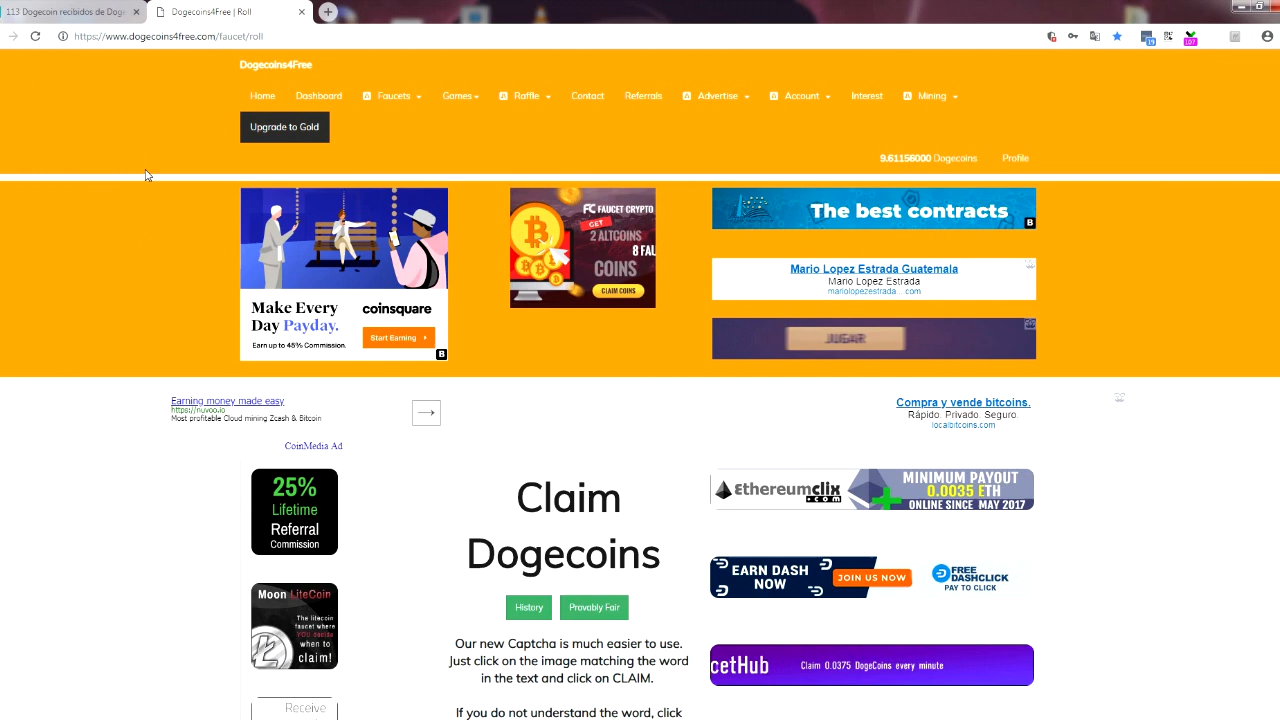 113 Dogecoin recibidos de Dog
Dogecoins4Free | Roll
https://www.dogecoins4free.com/faucet/roll
19
107
Dogecoins4Free
Home Dashboard Faucets Games Raffle Contact Referrals Advertise Account Interest Mining
Upgrade to Gold
9.61156000 Dogecoins Profile
Make Every
Day Payday.
Earn up to 45% Commission.
coinsquare
Start Earning
B
FC FAUCET CRYPTO
GET
2 ALTCOINS
8 FAU
COINS
CLAIM COINS
The best contracts
B
Mario Lopez Estrada Guatemala
Mario Lopez Estrada
mariolopezestrada com
JUGAR
Earning money made easy
https://nuvoo.io
Most profitable Cloud mining Zcash & Bitcoin
CoinMedia Ad
Compra y vende bitcoins.
Rápido. Privado. Seguro.
localbitcoins.com
25%
Lifetime
Referral
Commission
Moon LiteCoin
The litecoin
faucet where
YOU decide
when to
claim!
Receive
Claim
Dogecoins
History Provably Fair
Our new Captcha is much easier to use.
Just click on the image matching the word
in the text and click on CLAIM.
If you do not understand the word, click
Ethereumclix
.com
MINIMUM PAYOUT
0.0035 ETH
ONLINE SINCE MAY 2017
EARN DASH
NOW
JOIN US NOW
FREE
DASHCLICK
PAY TO CLICK
cetHub Claim 0.0375 DogeCoins every minute